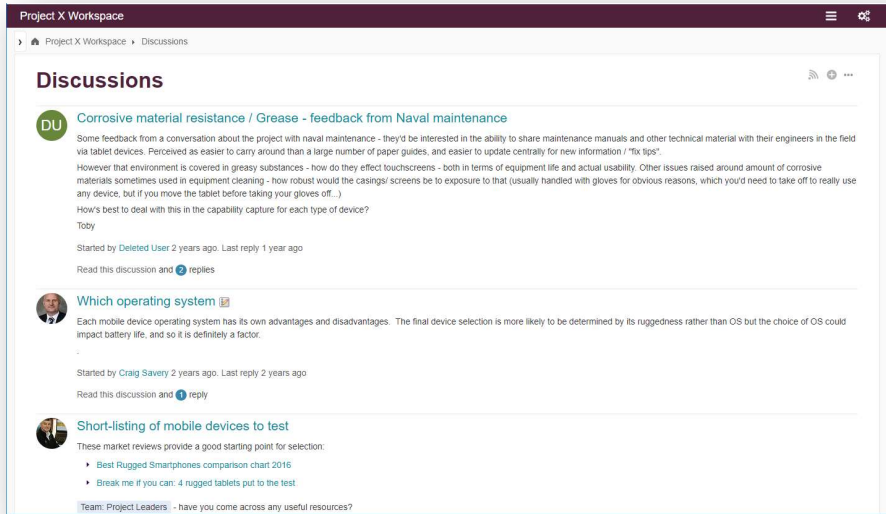 Project X Workspace
Project X Workspace Discussions
Discussions
DU
Corrosive material resistance / Grease - feedback from Naval maintenance
Some feedback from a conversation about the project with naval maintenance - they'd be interested in the ability to share maintenance manuals and other technical material with their engineers in the field
via tablet devices. Perceived as easier to carry around than a large number of paper guides, and easier to update centrally for new information / "fix tips".
However that environment is covered in greasy substances - how do they effect touchscreens - both in terms of equipment life and actual usability. Other issues raised around amount of corrosive
materials sometimes used in equipment cleaning - how robust would the casings/ screens be to exposure to that (usually handled with gloves for obvious reasons, which you'd need to take off to really use
any device, but if you move the tablet before taking your gloves off...)
How's best to deal with this in the capability capture for each type of device?
Toby
Started by Deleted User 2 years ago. Last reply 1 year ago
Read this discussion and 2 replies
Which operating system
Each mobile device operating system has its own advantages and disadvantages. The final device selection is more likely to be determined by its ruggedness rather than OS but the choice of OS could
impact battery life, and so it is definitely a factor.
.
Started by Craig Savery 2 years ago. Last reply 2 years ago
Read this discussion and 1 reply
Short-listing of mobile devices to test
These market reviews provide a good starting point for selection:
Best Rugged Smartphones comparison chart 2016
Break me if you can: 4 rugged tablets put to the test
Team: Project Leaders - have you come across any useful resources?